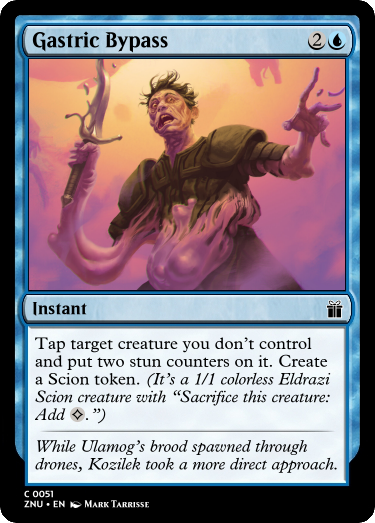 Gastric Bypass 2
Instant
Tap target creature you don't control
and put two stun counters on it. Create
a Scion token. (It's a 1/1 colorless Eldrazi
Scion creature with “Sacrifice this creature:
Add .”)
While Ulamog's brood spawned through
drones, Kozilek took a more direct approach.
C 0051
ZNU • EN Mark Tarrisse